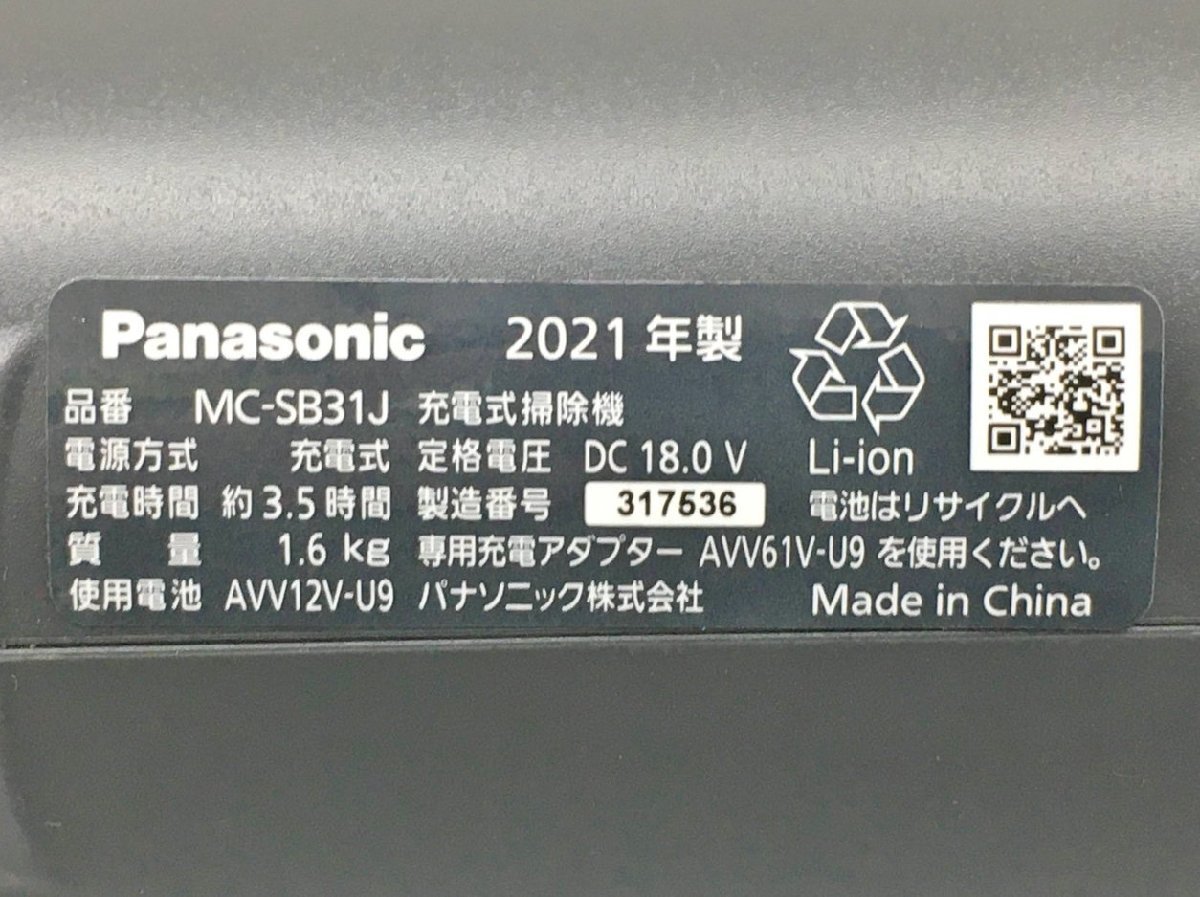 Panasonic 2021 年製
品番 MC-SB31J 充電式掃除機
電源方式 充電式 定格電圧 DC 18.0 V Li-ion
充電時間 約 3.5 時間 製造番号 317536 電池はリサイクルへ
質量 1.6 kg 専用充電アダプター AVV61V-U9 を使用ください。
使用電池 AVV12V-U9 パナソニック株式会社 Made in China